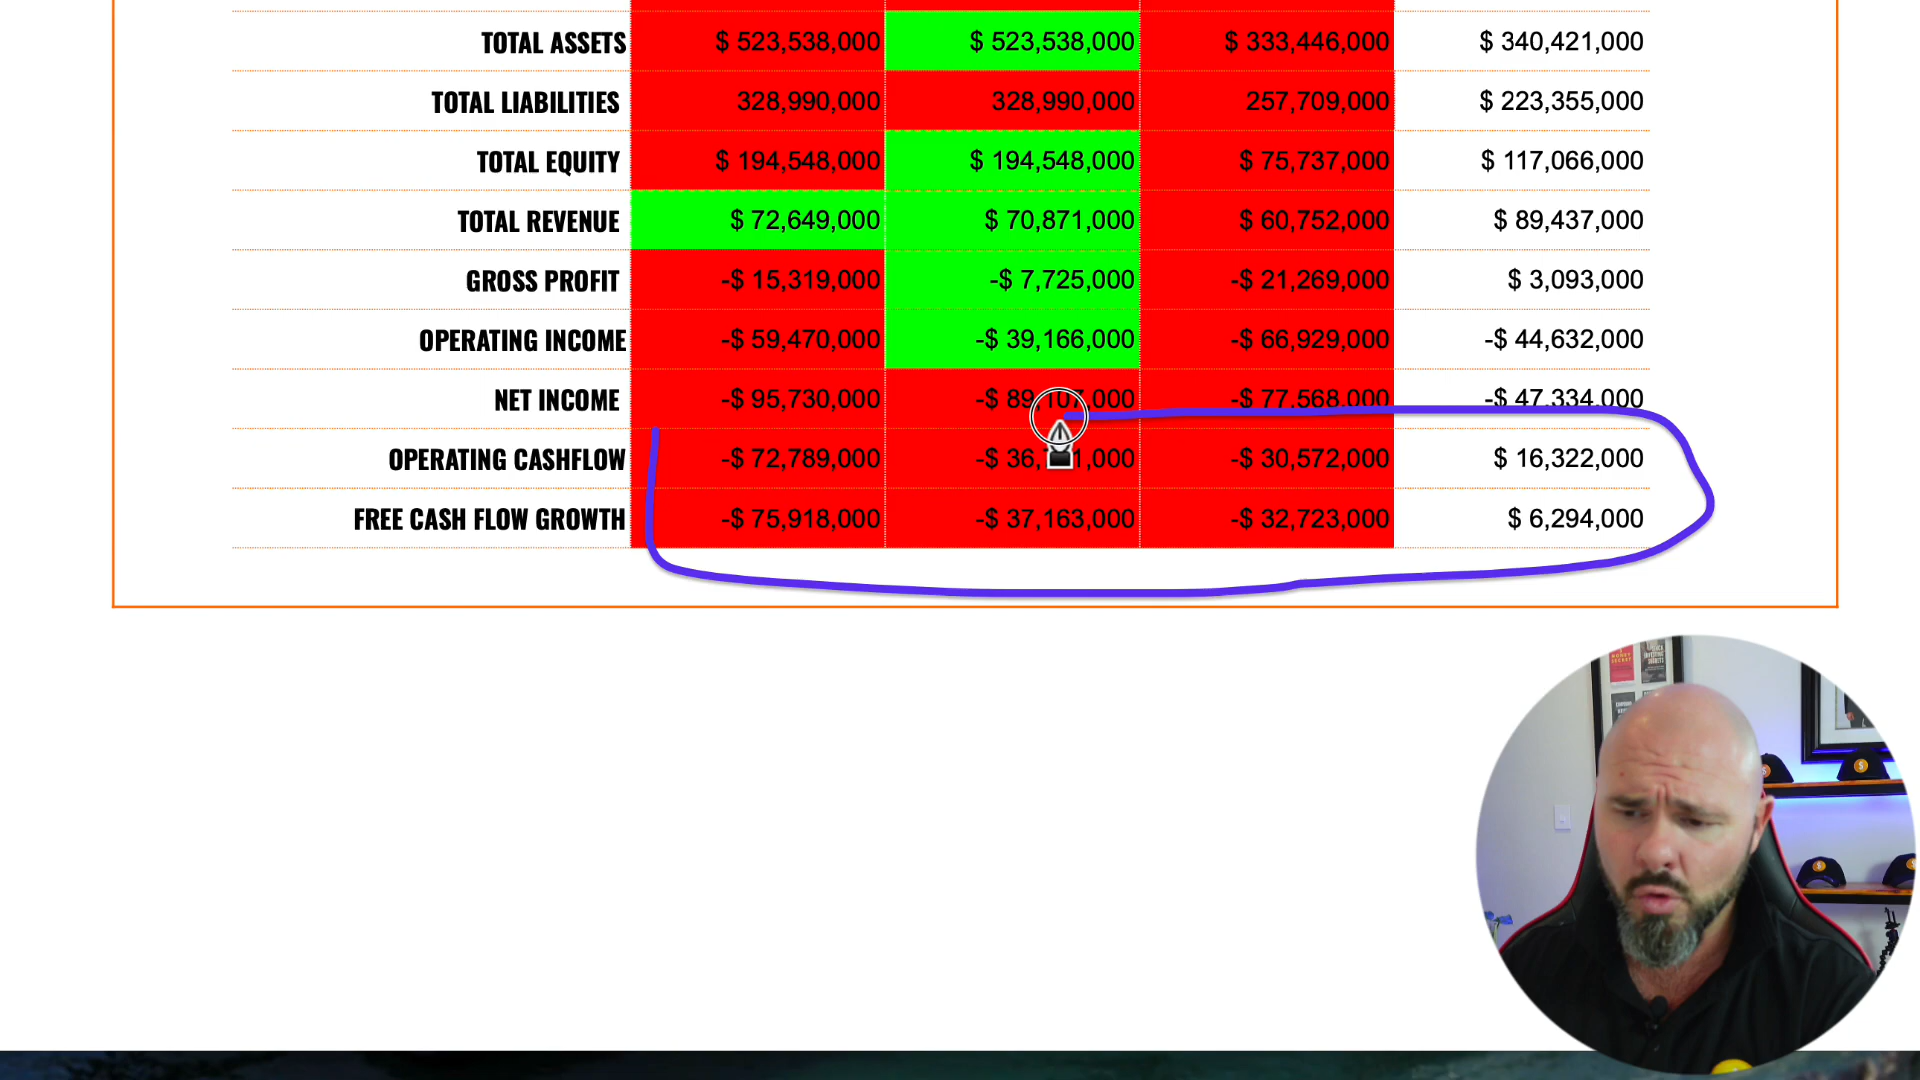 TOTAL ASSETS $ 523,538,000 $ 523,538,000 $ 333,446,000 $ 340,421,000
TOTAL LIABILITIES 328,990,000 328,990,000 257,709,000 $ 223,355,000
TOTAL EQUITY $ 194,548,000 $ 194,548,000 $ 75,737,000 $ 117,066,000
TOTAL REVENUE $ 72,649,000 $ 70,871,000 $ 60,752,000 $ 89,437,000
GROSS PROFIT -$ 15,319,000 -$ 7,725,000 -$ 21,269,000 $ 3,093,000
OPERATING INCOME -$ 59,470,000 -$ 39,166,000 -$ 66,929,000 -$ 44,632,000
NET INCOME -$ 95,730,000 -$ 89,107,000 -$ 77,568,000 -$ 47,334,000
OPERATING CASHFLOW -$ 72,789,000 -$ 30,572,000 $ 16,322,000
FREE CASH FLOW GROWTH -$ 75,918,000 -$ 37,163,000 -$ 32,723,000 $ 6,294,000